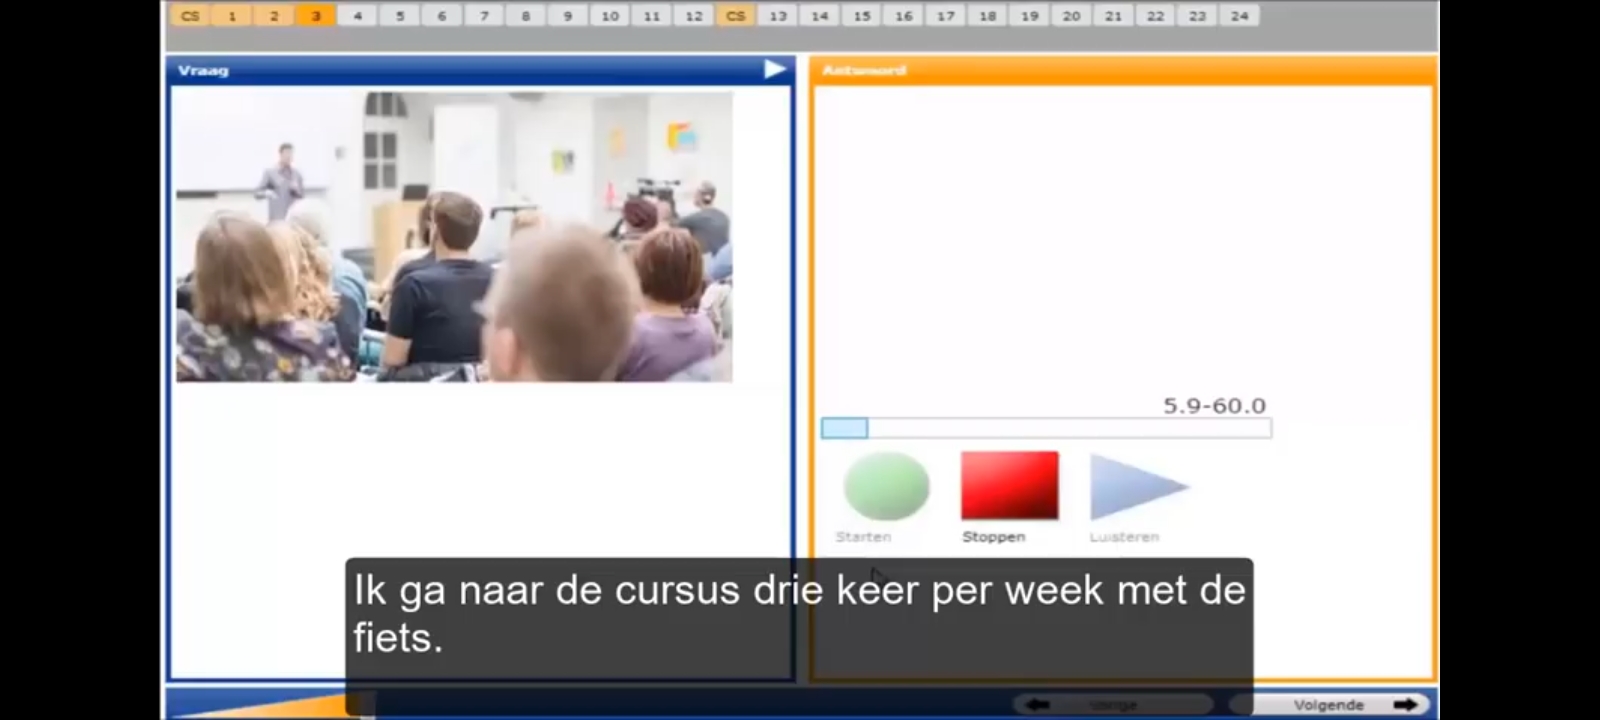 CS 1 2 3 4 5 6 7 8 9 10 11 12 CS 13 14 15 16 17 18 19 20 21 22 23 24
Vraag
Antwoord
5.9-60.0
Starten Stoppen Luisteren
Ik ga naar de cursus drie keer per week met de
fiets.
Vorige Volgende